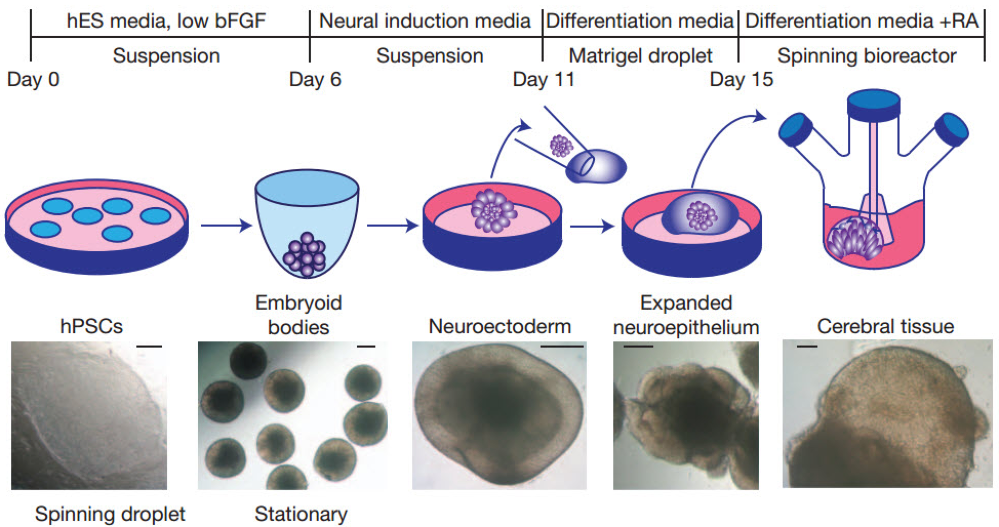 hES media, low bFGF
Neural induction media
Differentiation media
Differentiation media +RA
Suspension
Suspension
Matrigel droplet
Spinning bioreactor
Day 0
Day 6
Day 11
Day 15
hPSCs
Embryoid
bodies
Neuroectoderm
Expanded
neuroepithelium
Cerebral tissue
Spinning droplet
Stationary